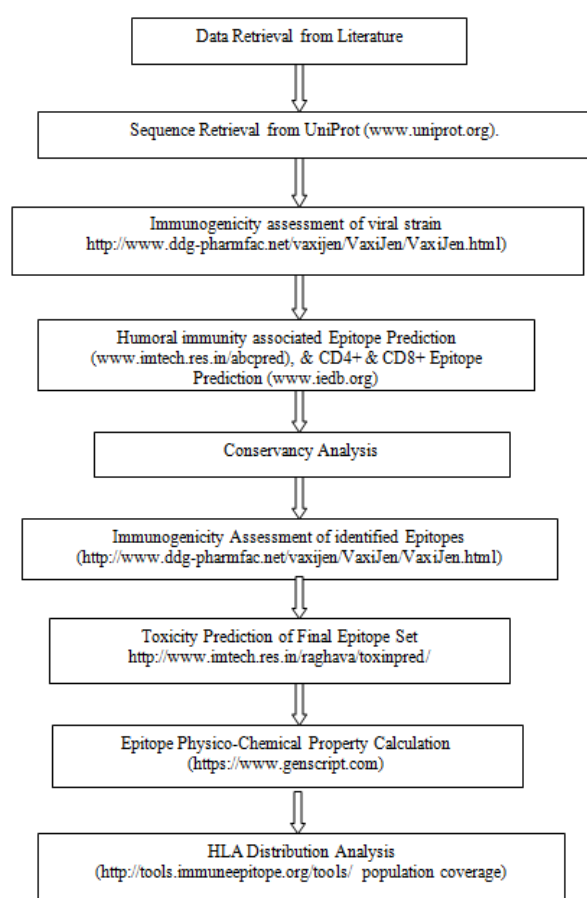 Data Retrieval from Literature
Sequence Retrieval from UniProt (www.uniprot.org).
Immunogenicity assessment of viral strain
http://www.ddg-pharmfac.net/vaxijen/VaxiJen/VaxiJen.html)
Humoral immunity associated Epitope Prediction
(www.imtech.res.in/abcpred), & CD4+ & CD8+ Epitope
Prediction (www.iedb.org)
Conservancy Analysis
Immunogenicity Assessment of identified Epitopes
(http://www.ddg-pharmfac.net/vaxijen/VaxiJen/VaxiJen.html)
Toxicity Prediction of Final Epitope Set
http://www.imtech.res.in/raghava/toxinpred/
Epitope Physico-Chemical Property Calculation
(https://www.genscript.com)
HLA Distribution Analysis
(http://tools.immuneepitope.org/tools/ population coverage)